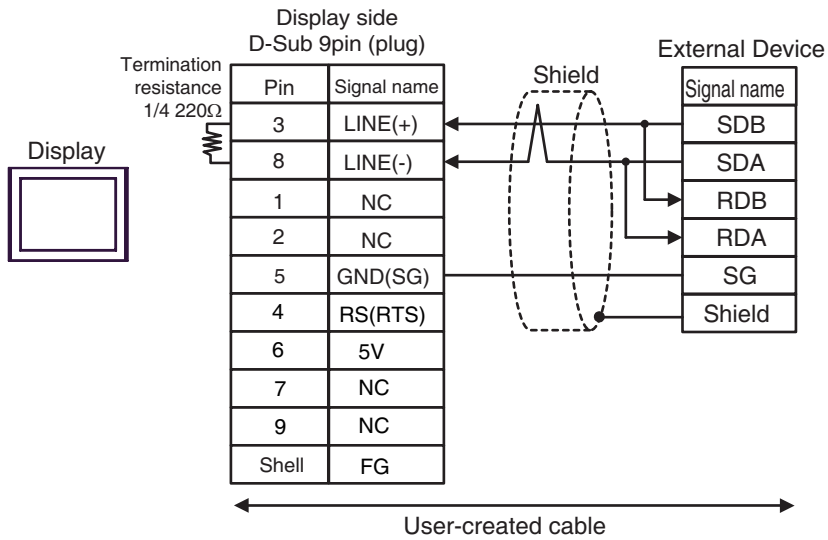 Display side
D-Sub 9pin (plug)
External Device
Termination
resistance
1/4 220Ω
Shield
Display
Pin Signal name
3 LINE(+)
8 LINE(-)
1 NC
2 NC
5 GND(SG)
4 RS(RTS)
6 5V
7 NC
9 NC
Shell FG
Signal name
SDB
SDA
RDB
RDA
SG
Shield
User-created cable